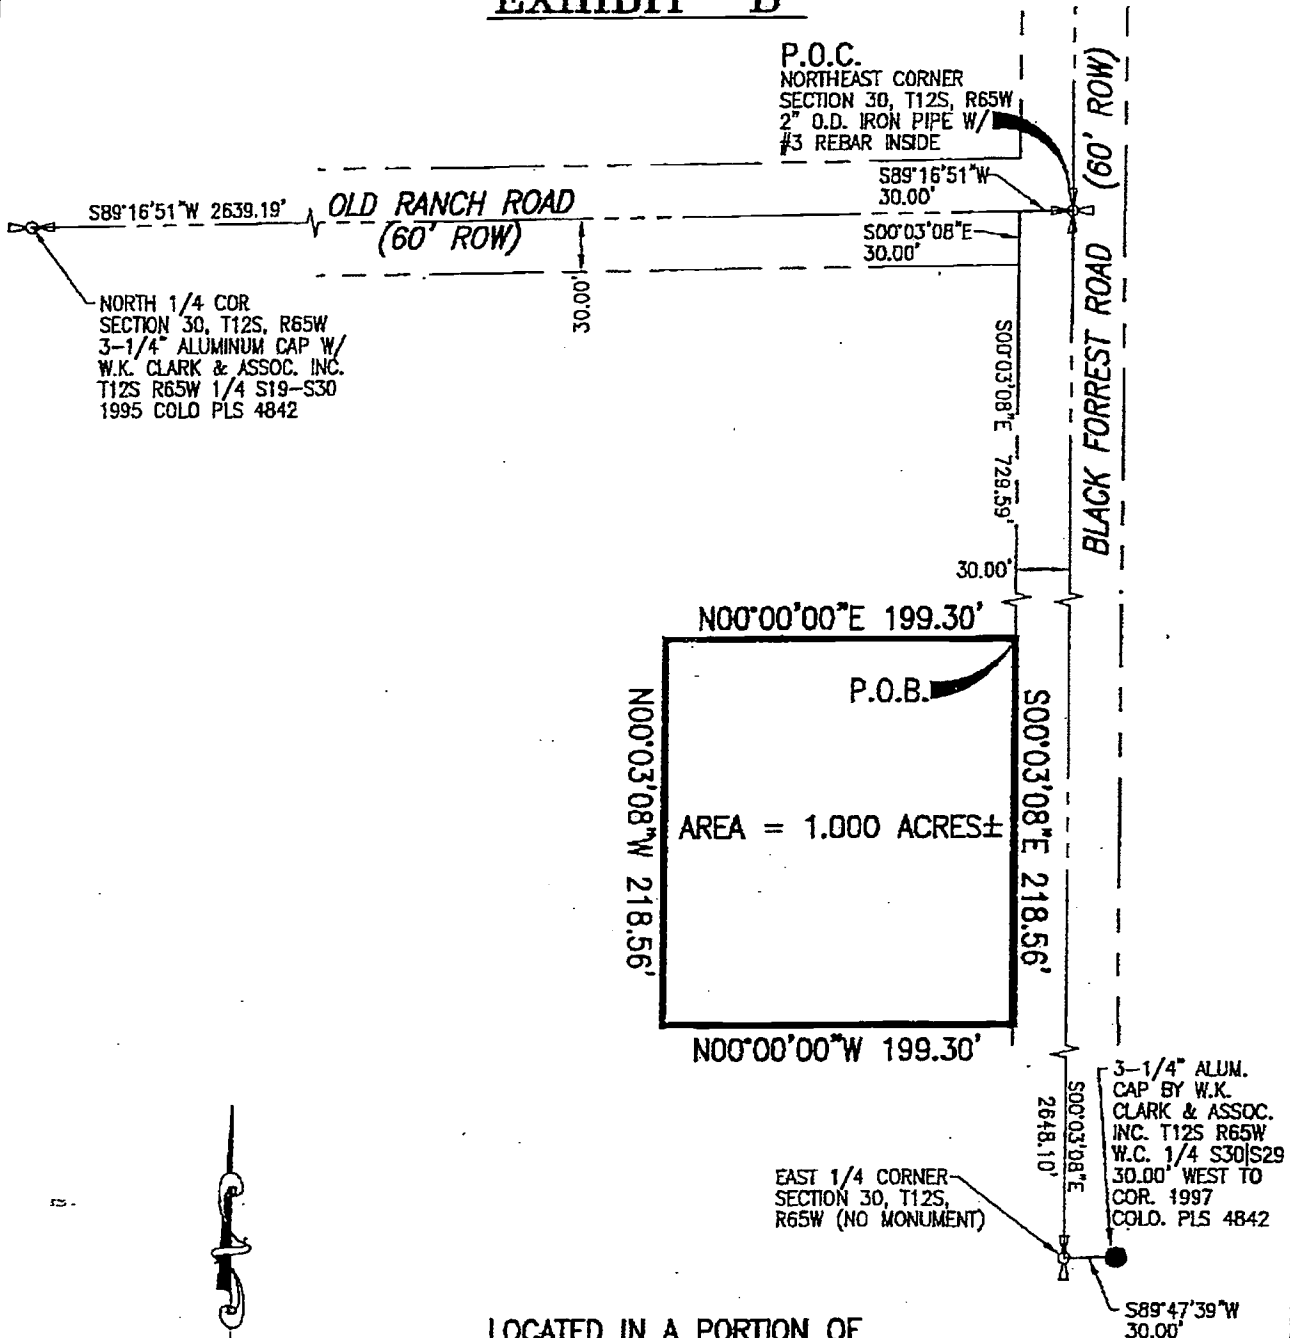 EXHIBIT "B"
P.O.C.
NORTHEAST CORNER
SECTION 30, T12S, R65W
2" O.D. IRON PIPE W/
#3 REBAR INSIDE
S89°16'51"W
30.00'
S00°03'08"E
30.00'
S89°16'51"W 2639.19'
OLD RANCH ROAD
(60' ROW)
30.00'
NORTH 1/4 COR
SECTION 30, T12S, R65W
3-1/4" ALUMINUM CAP W/
W.K. CLARK & ASSOC. INC.
T12S R65W 1/4 S19-S30
1995 COLO PLS 4842
BLACK FORREST ROAD (60' ROW)
S00°03'08"E 729.59'
30.00'
N00°00'00"E 199.30'
P.O.B.
N00°03'08"W 218.56'
AREA = 1.000 ACRES±
S00°03'08"E 218.56'
N00°00'00"W 199.30'
S00°03'08"E
2648.10'
3-1/4" ALUM.
CAP BY W.K.
CLARK & ASSOC.
INC. T12S R65W
W.C. 1/4 S30|S29
30.00' WEST TO
COR. 1997
COLO. PLS 4842
EAST 1/4 CORNER
SECTION 30, T12S,
R65W (NO MONUMENT)
S89°47'39"W
30.00'
LOCATED IN A PORTION OF